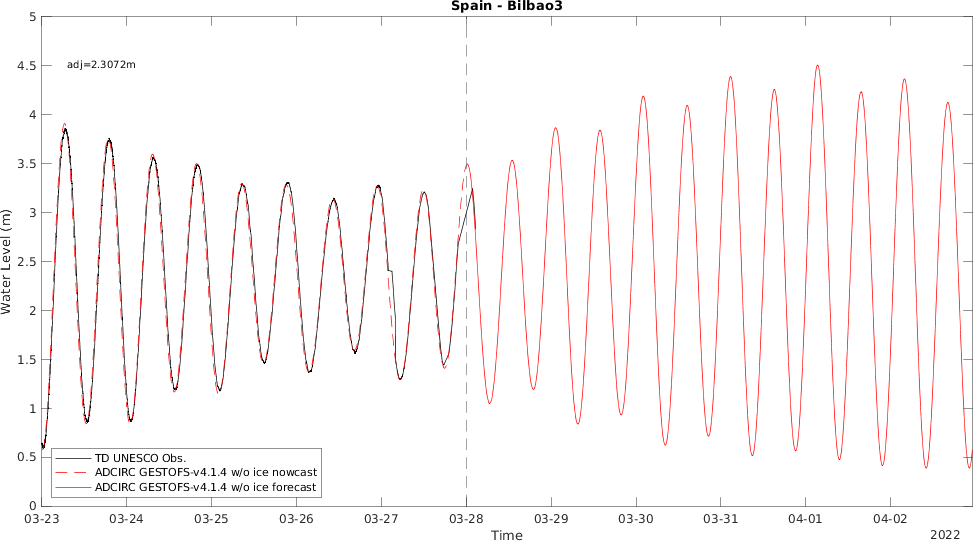 Spain - Bilbao3
5
4.5
4
3.5
3
2.5
2
1.5
1
0.5
0
Water Level (m)
adj=2.3072m
TD UNESCO Obs.
ADCIRC GESTOFS-v4.1.4 w/o ice nowcast
ADCIRC GESTOFS-v4.1.4 w/o ice forecast
03-23 03-24 03-25 03-26 03-27 03-28 03-29 03-30 03-31 04-01 04-02
Time
2022